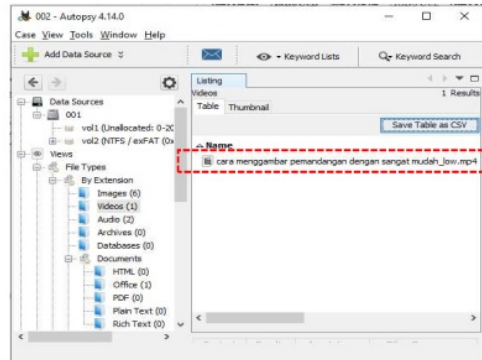 002 - Autopsy 4.14.0
Case View Tools Window Help
Add Data Source
Keyword Lists
Keyword Search
Listing
Videos
1 Results
Table Thumbnail
Save Table as CSV
Name
cara menggambar pemandangan dengan sangat mudah_low.mp4
Data Sources
001
vol1 (Unallocated: 0-20
vol2 (NTFS / exFAT (0x
Views
File Types
By Extension
Images (6)
Videos (1)
Audio (2)
Archives (0)
Databases (0)
Documents
HTML (0)
Office (1)
PDF (0)
Plain Text (0)
Rich Text (0)